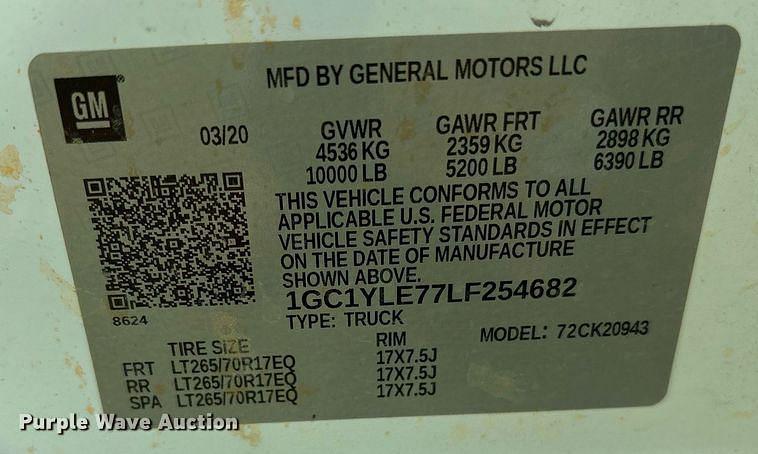 GM
MFD BY GENERAL MOTORS LLC
03/20
GVWR GAWR FRT GAWR RR
4536 KG 2359 KG 2898 KG
10000 LB 5200 LB 6390 LB
THIS VEHICLE CONFORMS TO ALL
APPLICABLE U.S. FEDERAL MOTOR
VEHICLE SAFETY STANDARDS IN EFFECT
ON THE DATE OF MANUFACTURE
SHOWN ABOVE.
1GC1YLE77LF254682
8624
TYPE: TRUCK MODEL: 72CK20943
TIRE SIZE RIM
FRT LT265/70R17EQ 17X7.5J
RR LT265/70R17EQ 17X7.5J
SPA LT265/70R17EQ 17X7.5J
Purple Wave Auction